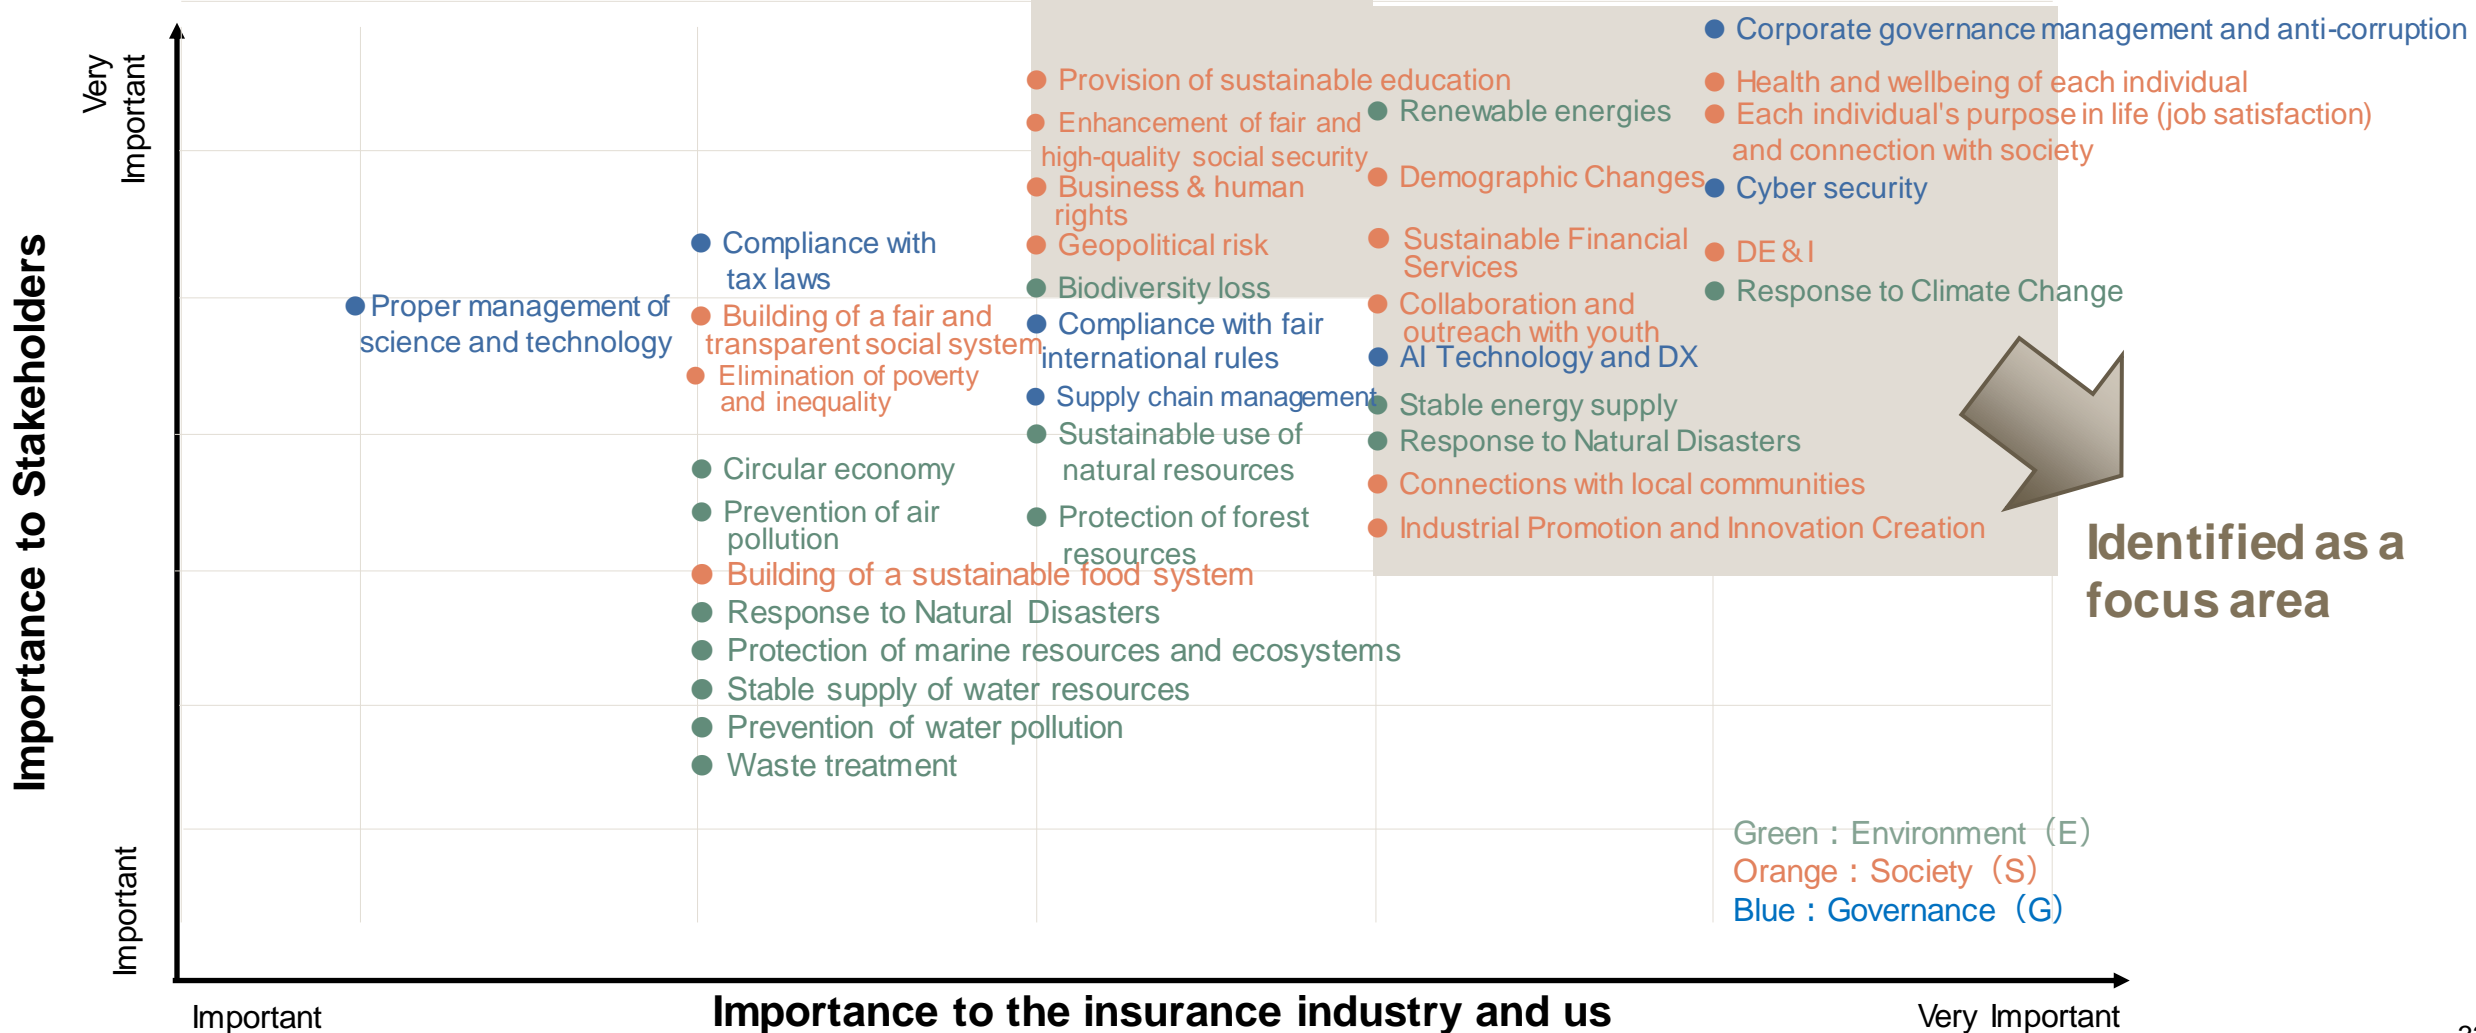 Very
Important
Importance to Stakeholders
Important
Corporate governance management and anti-corruption
Provision of sustainable education
Health and wellbeing of each individual
Renewable energies
Each individual's purpose in life (job satisfaction)
and connection with society
Enhancement of fair and
high-quality social security
Demographic Changes
Business & human
rights
Cyber security
Compliance with
tax laws
Geopolitical risk
Sustainable Financial
Services
DE&I
Biodiversity loss
Response to Climate Change
Proper management of
science and technology
Building of a fair and
transparent social system
Compliance with fair
international rules
Collaboration and
outreach with youth
AI Technology and DX
Elimination of poverty
and inequality
Supply chain management
Stable energy supply
Sustainable use of
natural resources
Response to Natural Disasters
Circular economy
Connections with local communities
Prevention of air
pollution
Protection of forest
resources
Industrial Promotion and Innovation Creation
Identified as a
focus area
Building of a sustainable food system
Response to Natural Disasters
Protection of marine resources and ecosystems
Stable supply of water resources
Prevention of water pollution
Waste treatment
Green：Environment（E）
Orange：Society（S）
Blue：Governance（G）
Important
Importance to the insurance industry and us
Very Important